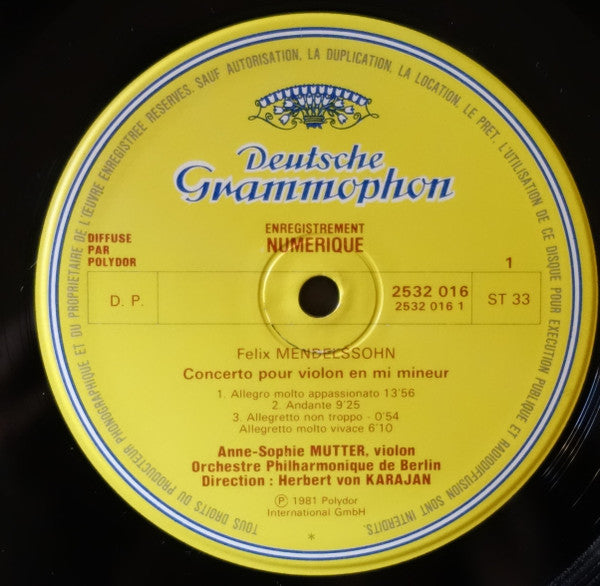 TOUS DROITS DU PRODUCTEUR PHONOGRAPHIQUE ET DU PROPRIETAIRE DE L'ŒUVRE ENREGISTREE RESERVES, SAUF AUTORISATION, LA DUPLICATION, LA LOCATION, LE PRET, L'UTILISATION DE CE DISQUE POUR EXECUTION PUBLIQUE ET RADIODIFFUSION SONT INTERDITS.
Deutsche
Grammophon
ENREGISTREMENT
NUMERIQUE
DIFFUSE
PAR
POLYDOR
1
D. P.
2532 016
2532 016 1
ST 33
Felix MENDELSSOHN
Concerto pour violon en mi mineur
1. Allegro molto appassionato 13'56
2. Andante 9'25
3. Allegretto non troppo - 0'54
Allegretto molto vivace 6'10
Anne-Sophie MUTTER, violon
Orchestre Philharmonique de Berlin
Direction : Herbert von KARAJAN
℗ 1981 Polydor
International GmbH
*